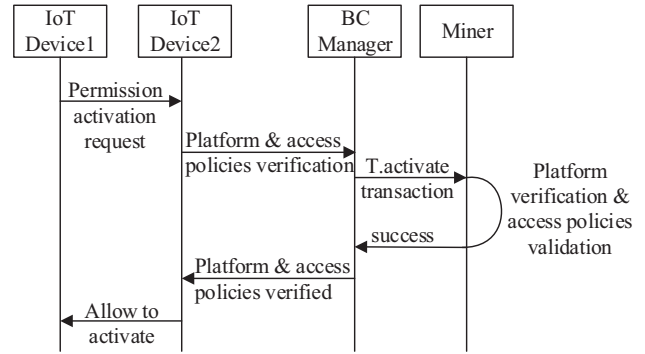 IoT
Device1
IoT
Device2
BC
Manager
Miner
Permission
activation
request
Platform & access
policies verification
T.activate
transaction
Platform
verification &
access policies
validation
success
Platform & access
policies verified
Allow to
activate